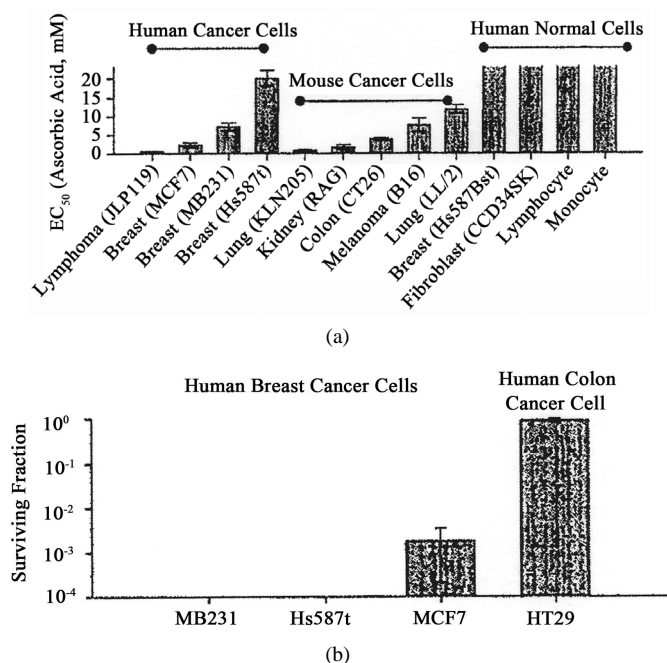 Human Cancer Cells
Human Normal Cells
Mouse Cancer Cells
EC50 (Ascorbic Acid, mM)
20
15
10
5
0
Lymphoma (JLP119)
Breast (MCF7)
Breast (MB231)
Breast (Hs587t)
Lung (KLN205)
Kidney (RAG)
Colon (CT26)
Melanoma (B16)
Lung (LL/2)
Breast (Hs587Bst)
Fibroblast (CCD34SK)
Lymphocyte
Monocyte
(a)
Human Breast Cancer Cells
Human Colon
Cancer Cell
Surviving Fraction
10^0
10^-1
10^-2
10^-3
10^-4
MB231
Hs587t
MCF7
HT29
(b)